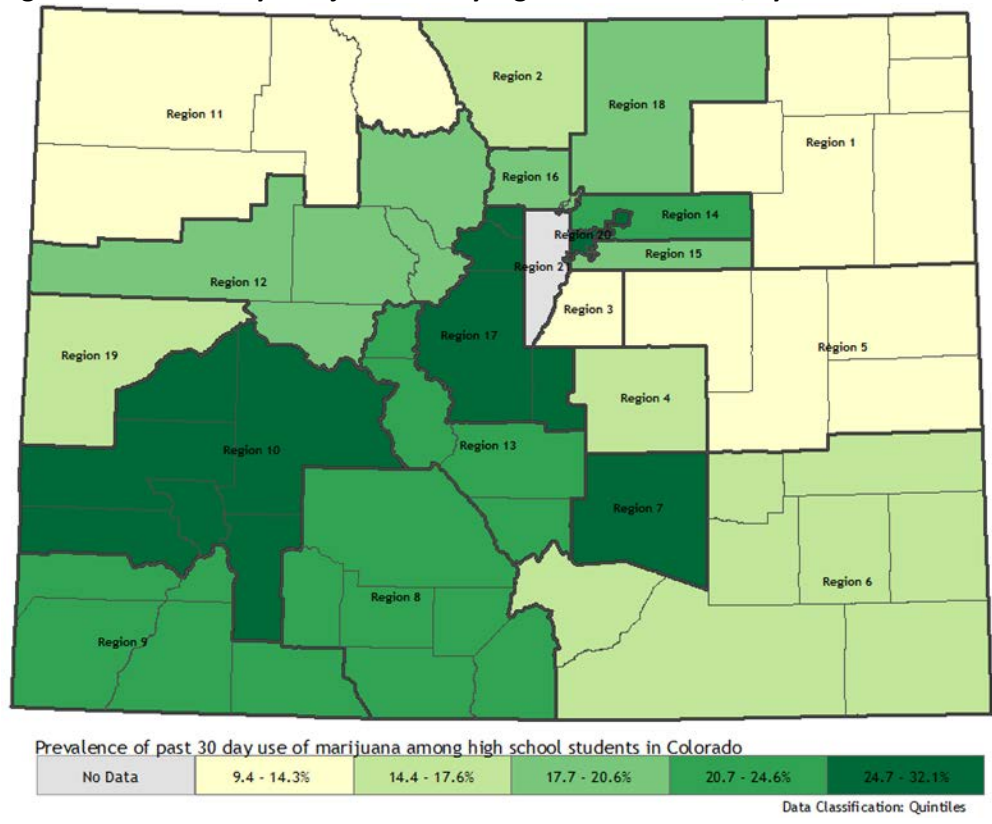 Region 2
Region 18
Region 11
Region 1
Region 16
Region 14
Region 20
Region 15
Region 2
Region 12
Region 3
Region 17
Region 5
Region 19
Region 4
Region 13
Region 10
Region 7
Region 6
Region 8
Region 9
Prevalence of past 30 day use of marijuana among high school students in Colorado
No Data
9.4 - 14.3%
14.4 - 17.6%
17.7 - 20.6%
20.7 - 24.6%
24.7 - 32.1%
Data Classification: Quintiles